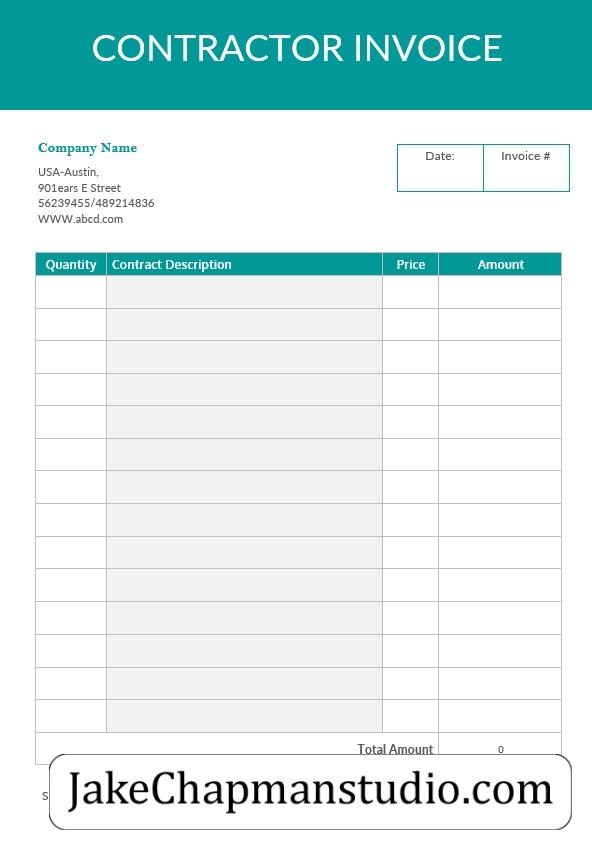 CONTRACTOR INVOICE
Company Name
USA-Austin,
901ears E Street
56239455/489214836
WWW.abcd.com
Date: Invoice #
Quantity Contract Description Price Amount
Total Amount 0
JakeChapmanstudio.com